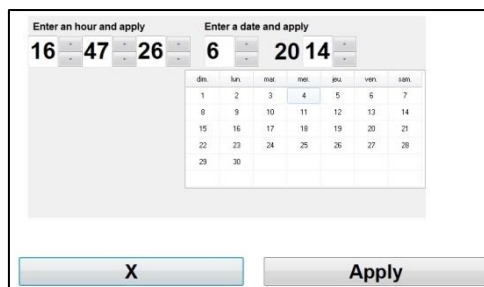 Enter an hour and apply Enter a date and apply
16 47 26 6 20 14
dim. lun. mar. mer. jeu. ven. sam.
1 2 3 4 5 6 7
8 9 10 11 12 13 14
15 16 17 18 19 20 21
22 23 24 25 26 27 28
29 30
X Apply